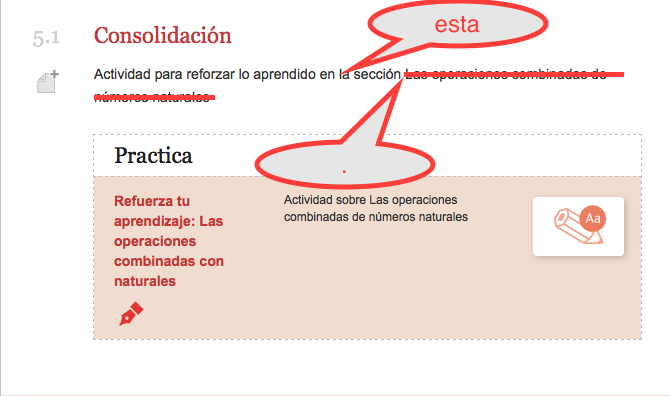 esta
5.1 Consolidación
Actividad para reforzar lo aprendido en la sección Las operaciones combinadas de
números naturales
.
Practica
Refuerza tu
aprendizaje: Las
operaciones
combinadas con
naturales
Actividad sobre Las operaciones
combinadas de números naturales
Aa